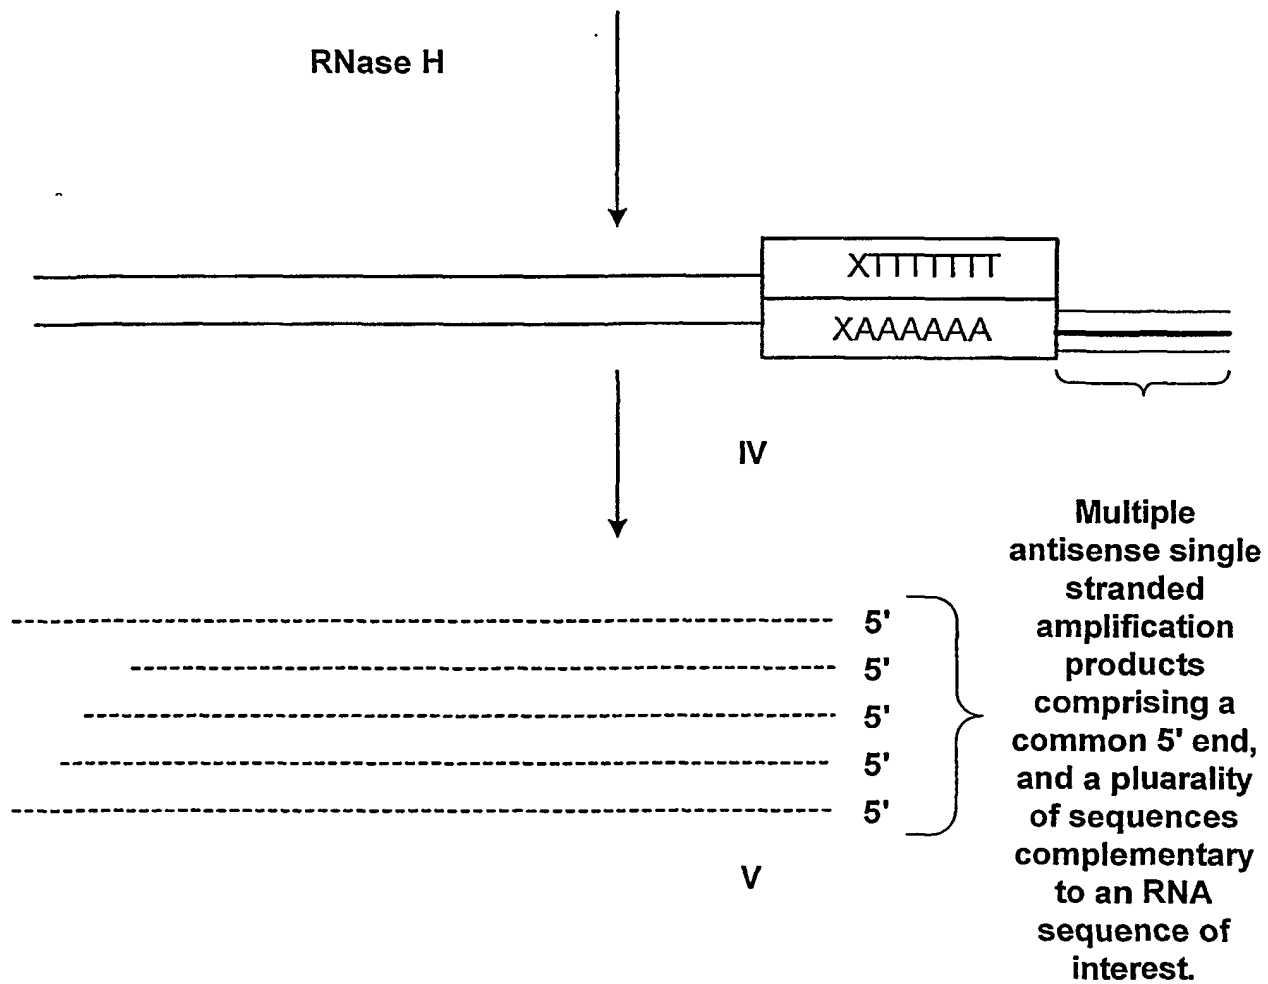 RNase H
XTTTTTTT
XAAAAAA
IV
Multiple
antisense single
stranded
amplification
products
comprising a
common 5' end,
and a pluarality
of sequences
complementary
to an RNA
sequence of
interest.
5'
5'
5'
5'
5'
V